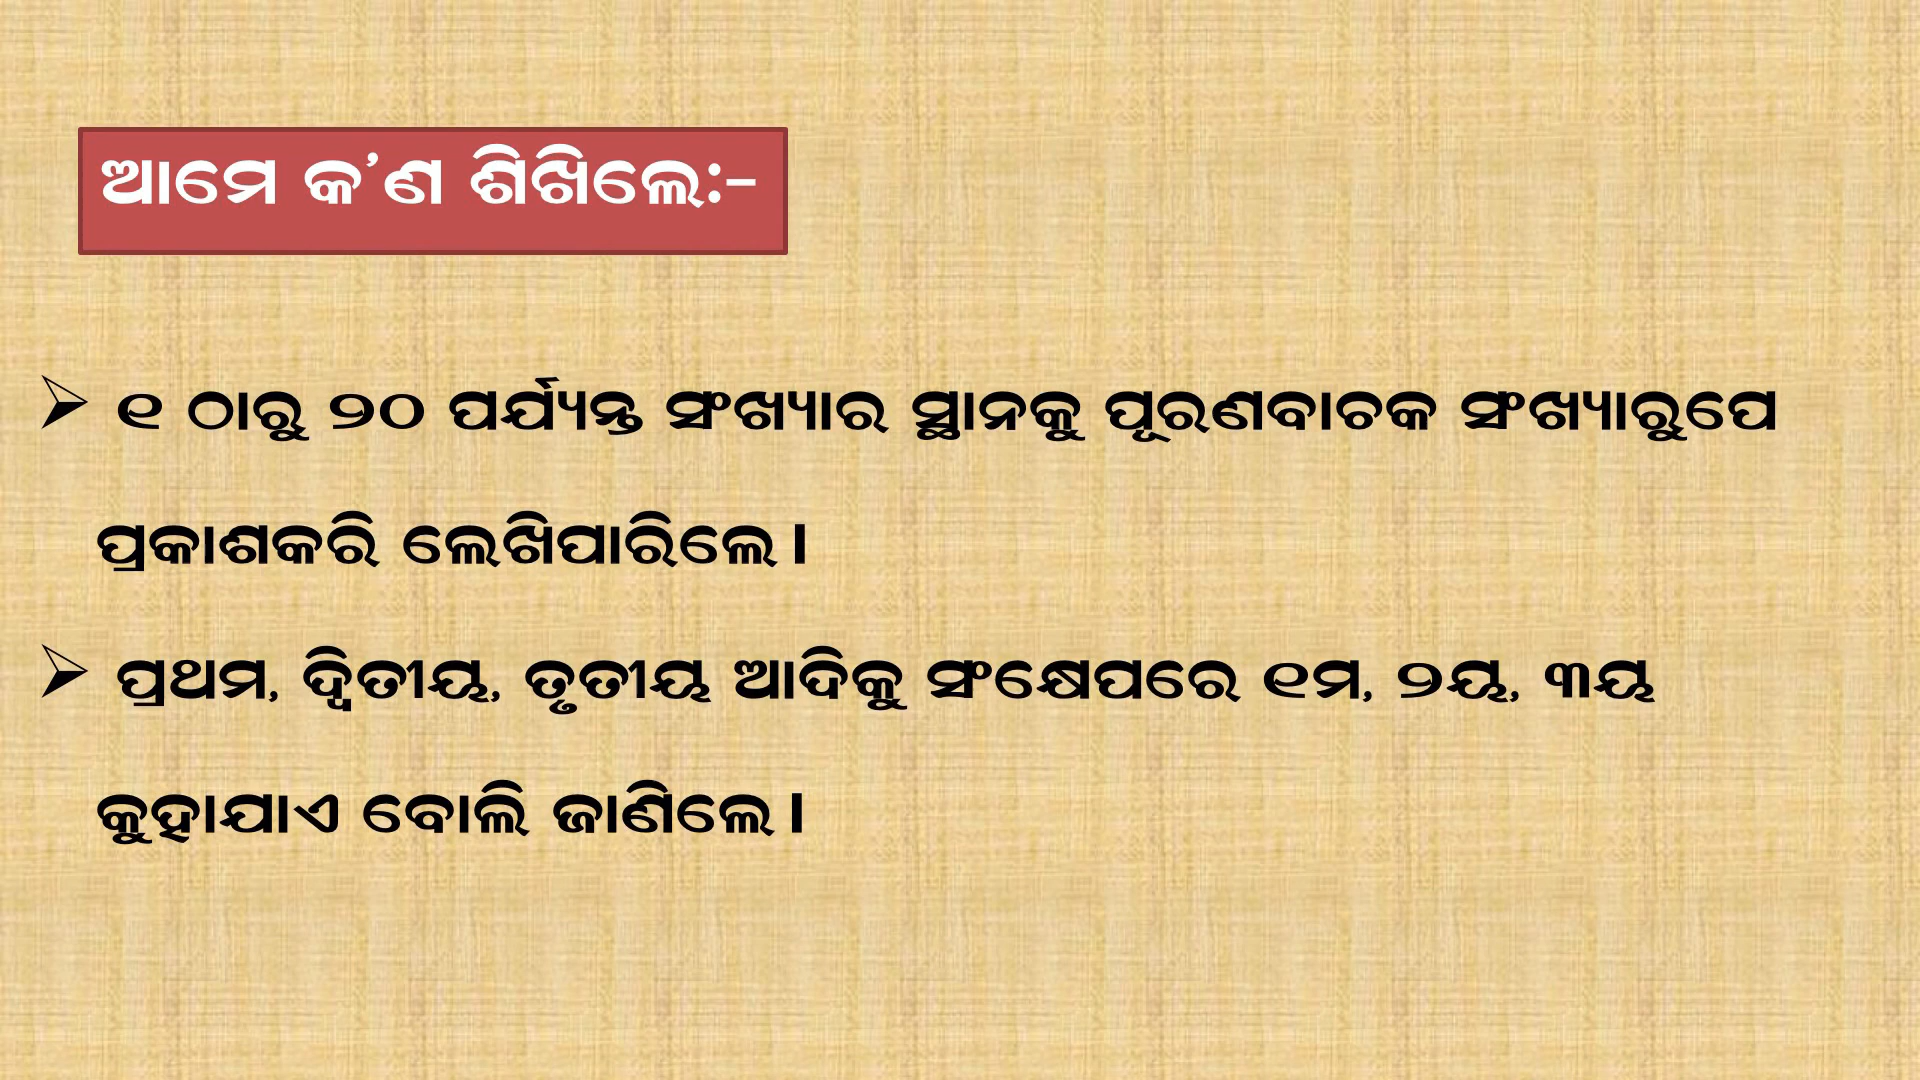 ଆମେ କ’ଣ ଶିଖିଲେ:-
➢ ୧ ଠାରୁ ୨୦ ପର୍ଯ୍ୟନ୍ତ ସଂଖ୍ୟାର ସ୍ଥାନକୁ ପୂରଣବାଚକ ସଂଖ୍ୟାରୁପେ
ପ୍ରକାଶକରି ଲେଖିପାରିଲେ।
➢ ପ୍ରଥମ, ଦ୍ୱିତୀୟ, ତୃତୀୟ ଆଦିକୁ ସଂକ୍ଷେପରେ ୧ମ, ୨ୟ, ୩ୟ
କୁହାଯାଏ ବୋଲି ଜାଣିଲେ।